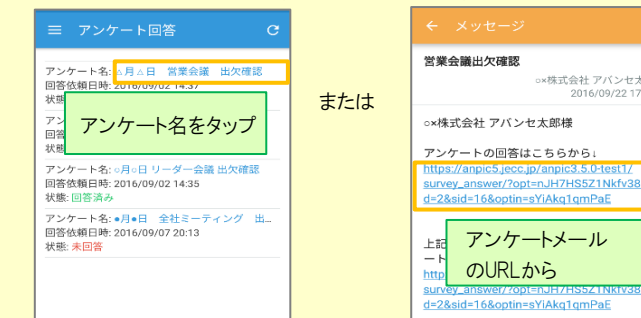 アンケート回答
アンケート名: △月△日 営業会議 出欠確認
回答依頼日時: 2016/09/02 14:37
アンケート名をタップ
アンケート名: ○月○日 リーダー会議 出欠確認
回答依頼日時: 2016/09/02 14:35
状態: 回答済み
アンケート名: ●月●日 全社ミーティング 出...
回答依頼日時: 2016/09/07 20:13
状態: 未回答
または
メッセージ
営業会議出欠確認
○×株式会社 アバンセ太
2016/09/22 17
○×株式会社 アバンセ太郎様
アンケートの回答はこちらから↓
https://anpic5.jecc.jp/anpic3.5.0-test1/
survey_answer/?opt=nJH7HS5Z1Nkfv38
d=2&sid=16&optin=sYiAkq1qmPaE
上記
アンケートメール
のURLから
http
survey_answer/?opt=nJH7HS5Z1Nkfv38
d=2&sid=16&optin=sYiAkq1qmPaE